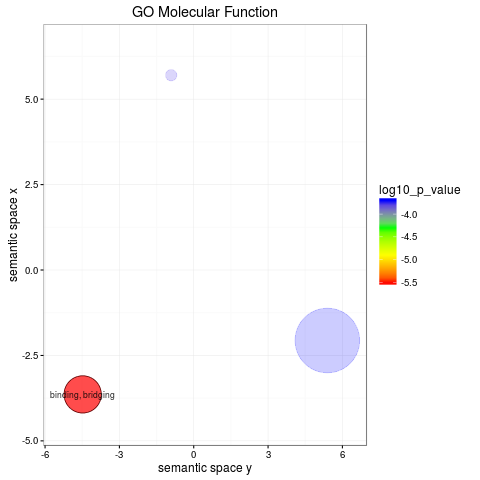 GO Molecular Function
semantic space x
5.0
2.5
0.0
-2.5
-5.0
binding, bridging
-6
-3
0
3
6
semantic space y
log10_p_value
-4.0
-4.5
-5.0
-5.5